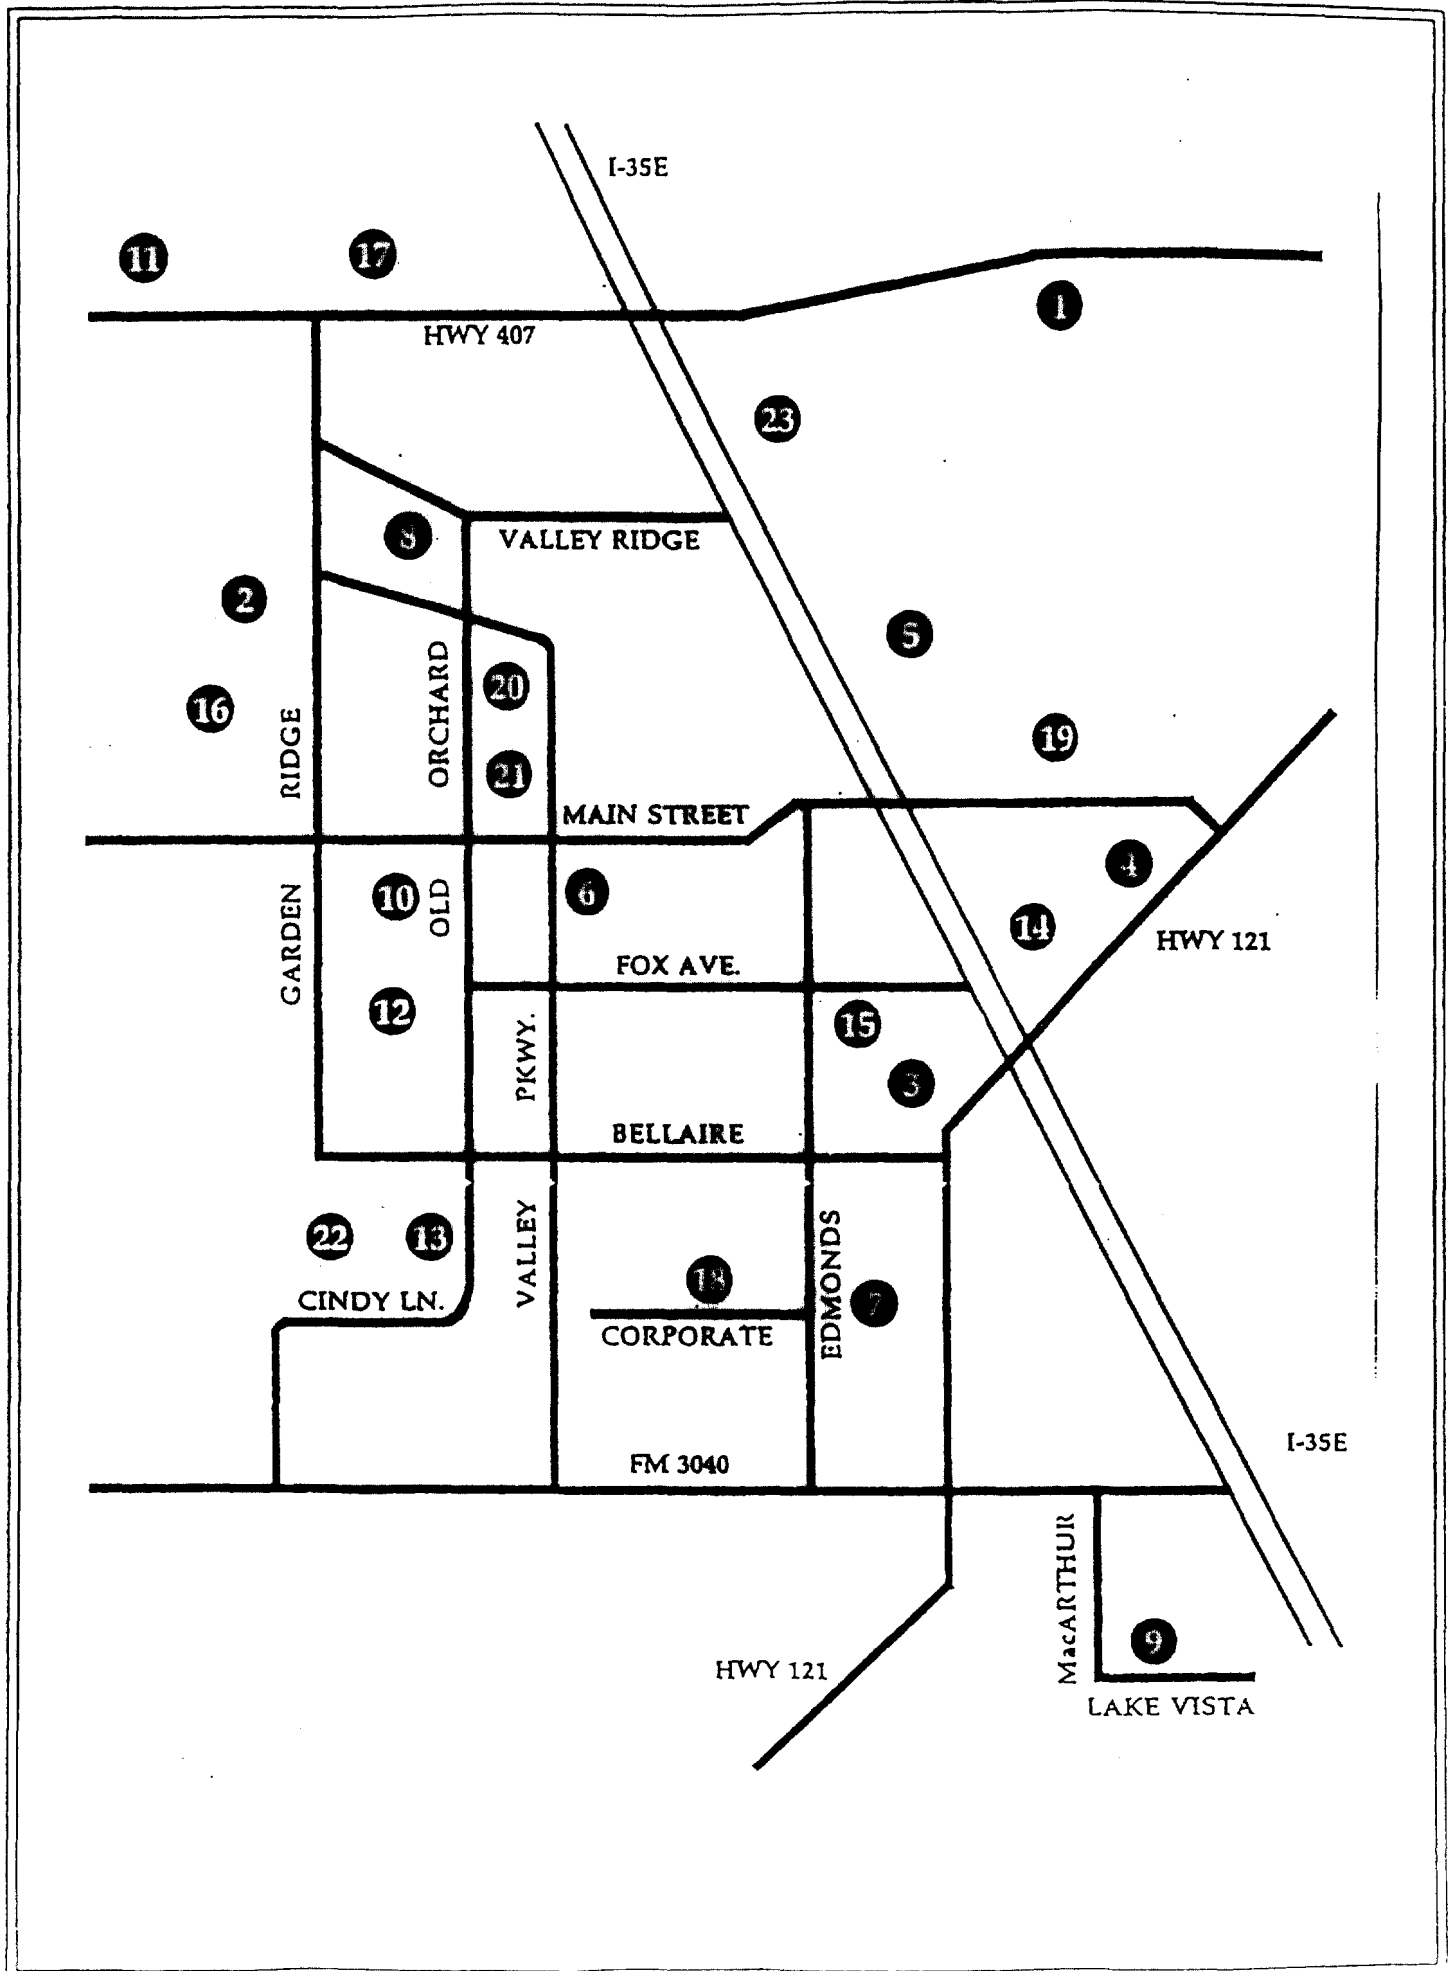 I-35E
11
17
1
HWY 407
23
VALLEY RIDGE
8
2
5
ORCHARD
20
16
RIDGE
19
21
MAIN STREET
4
10
OLD
6
14
HWY 121
GARDEN
FOX AVE.
12
15
PKWY.
3
BELLAIRE
22
13
VALLEY
EDMONDS
18
7
CINDY LN.
CORPORATE
I-35E
FM 3040
MacARTHUR
9
HWY 121
LAKE VISTA